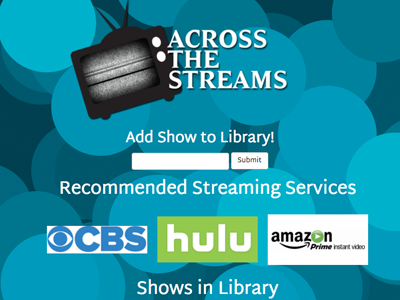 ACROSS
THE
STREAMS
Add Show to Library!
Submit
Recommended Streaming Services
CBS
hulu
amazon
Prime instant video
Shows in Library